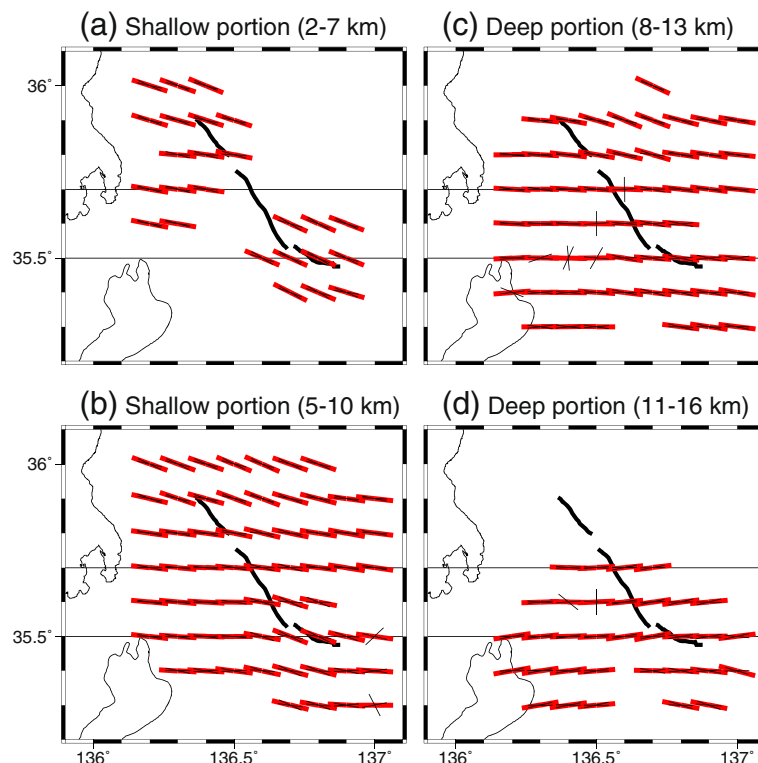 (a) Shallow portion (2-7 km)
(c) Deep portion (8-13 km)
36°
35.5°
(b) Shallow portion (5-10 km)
(d) Deep portion (11-16 km)
36°
35.5°
136°
136.5°
137°
136°
136.5°
137°